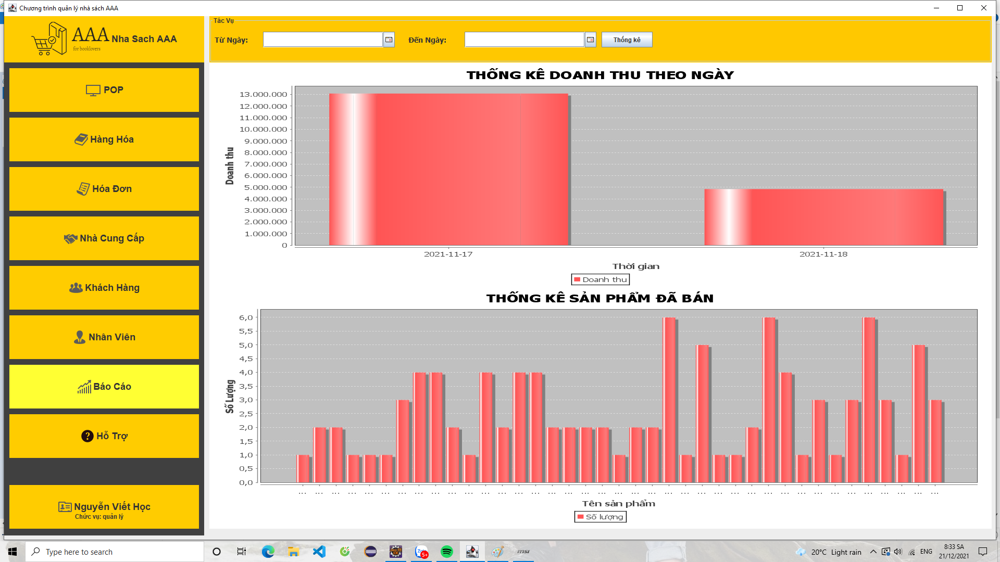 Chương trình quản lý nhà sách AAA
AAA
for booklovers
Nha Sach AAA
POP
Hàng Hóa
Hóa Đơn
Nhà Cung Cấp
Khách Hàng
Nhân Viên
Báo Cáo
Hỗ Trợ
Nguyễn Viết Học
Chức vụ: quản lý
Tác Vụ
Từ Ngày:
Đến Ngày:
Thống kê
THỐNG KÊ DOANH THU THEO NGÀY
Doanh thu
13.000.000
12.000.000
11.000.000
10.000.000
9.000.000
8.000.000
7.000.000
6.000.000
5.000.000
4.000.000
3.000.000
2.000.000
1.000.000
0
2021-11-17 2021-11-18
Thời gian
Doanh thu
THỐNG KÊ SẢN PHẨM ĐÃ BÁN
Số Lượng
6,0
5,5
5,0
4,5
4,0
3,5
3,0
2,5
2,0
1,5
1,0
0,5
0,0
... ... ... ... ... ... ... ... ... ... ... ... ... ... ... ... ... ... ... ... ... ... ... ... ... ... ... ... ... ... ... ... ... ... ... ... ... ... ...
Tên sản phẩm
Số lượng
Type here to search
5+
msi
20°C Light rain
ENG
8:33 SA
21/12/2021